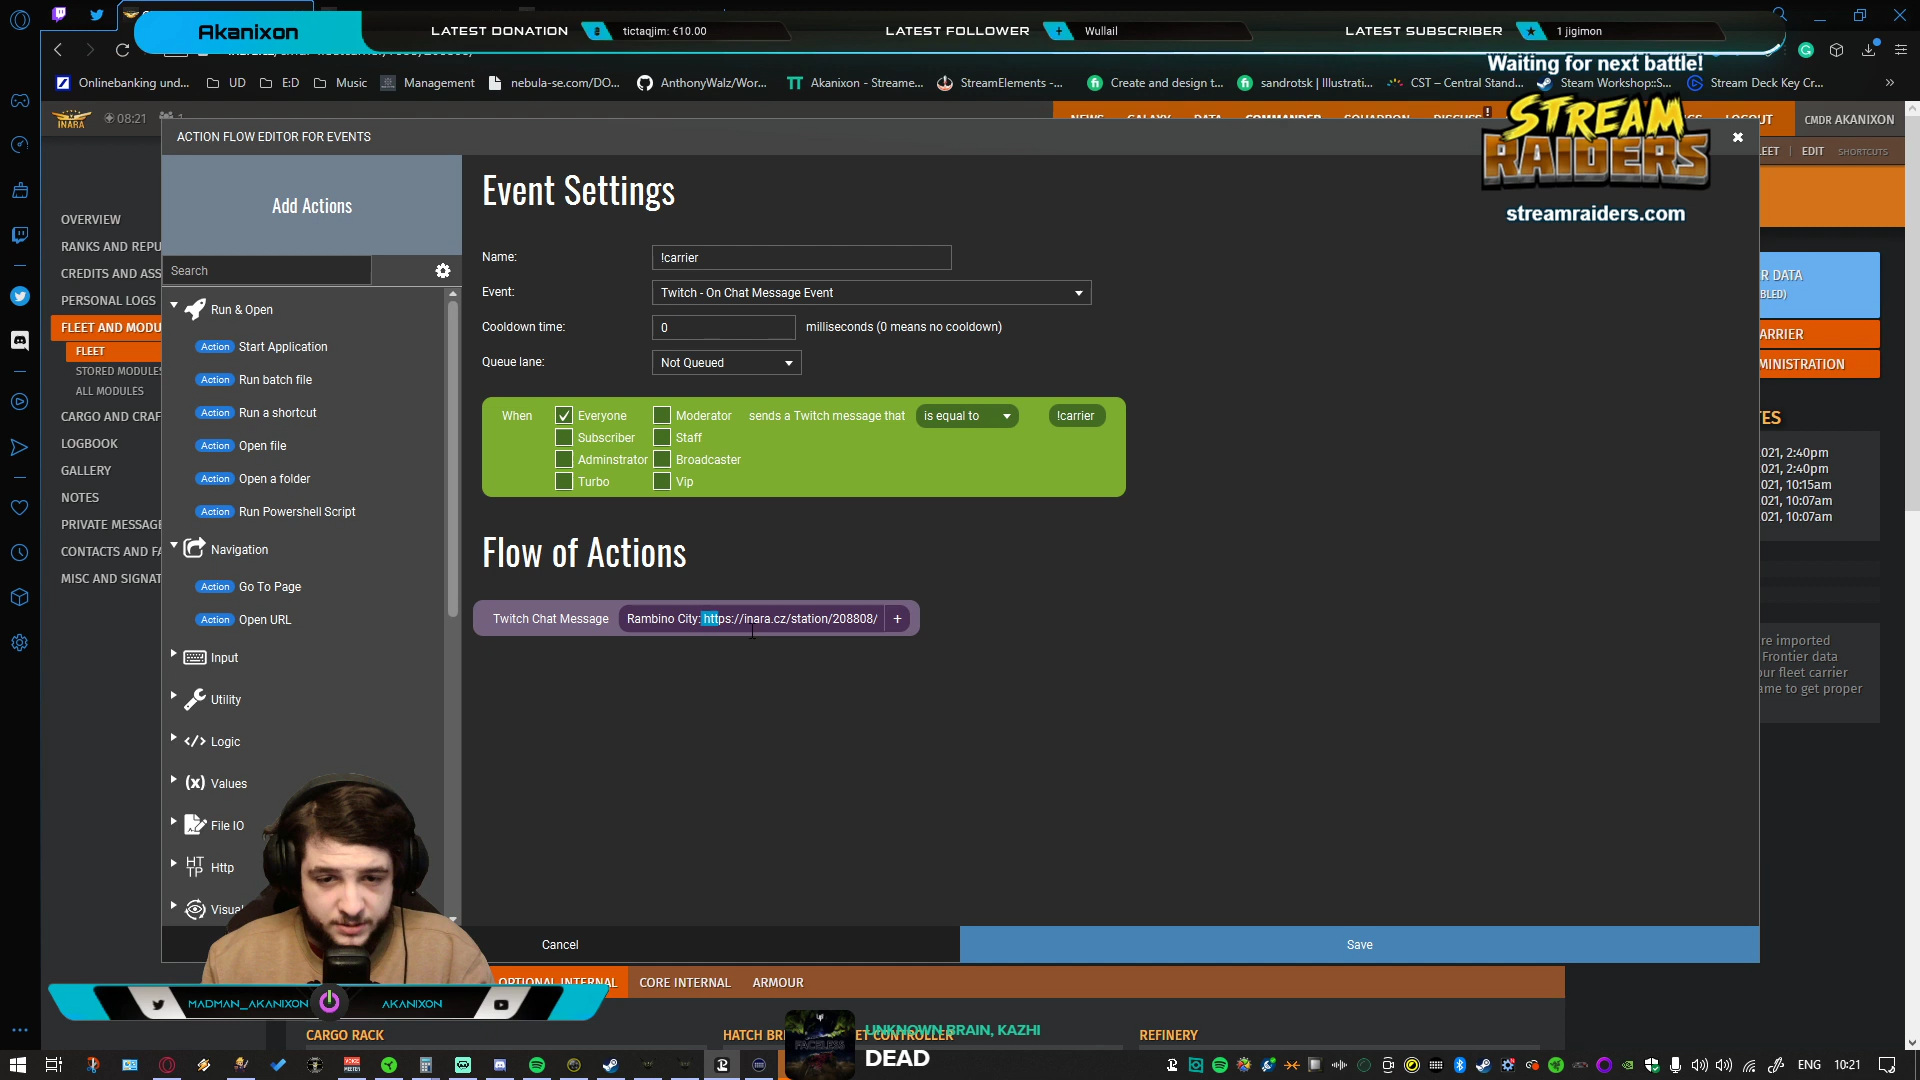 Akanixon
LATEST DONATION
tictaqjim: €10.00
LATEST FOLLOWER
Wullail
LATEST SUBSCRIBER
1 jigimon
Waiting for next battle!
Onlinebanking und...
UD
E:D
Music
Management
nebula-se.com/DO...
AnthonyWalz/Wor...
Akanixon - Streame...
StreamElements -...
Create and design t...
sandrotsk | Illustrati...
CST – Central Stand...
Steam Workshop::S...
Stream Deck Key Cr...
INARA
08:21
1
LOGOUT
CMDR AKANIXON
EDIT
SHORTCUTS
STREAM
RAIDERS
streamraiders.com
ACTION FLOW EDITOR FOR EVENTS
Add Actions
Search
Run & Open
Action Start Application
Action Run batch file
Action Run a shortcut
Action Open file
Action Open a folder
Action Run Powershell Script
Navigation
Action Go To Page
Action Open URL
Input
Utility
Logic
Values
File IO
Http
Visual
OVERVIEW
RANKS AND REPU
CREDITS AND ASS
PERSONAL LOGS
FLEET AND MODU
FLEET
STORED MODULES
ALL MODULES
CARGO AND CRAF
LOGBOOK
GALLERY
NOTES
PRIVATE MESSAGE
CONTACTS AND FA
MISC AND SIGNAT
Event Settings
Name:
!carrier
Event:
Twitch - On Chat Message Event
Cooldown time:
0
milliseconds (0 means no cooldown)
Queue lane:
Not Queued
When
Everyone
Moderator
sends a Twitch message that
is equal to
!carrier
Subscriber
Staff
Adminstrator
Broadcaster
Turbo
Vip
Flow of Actions
Twitch Chat Message
Rambino City: https://inara.cz/station/208808/
+
R DATA
BLED)
ARRIER
MINISTRATION
ES
021, 2:40pm
021, 2:40pm
021, 10:15am
021, 10:07am
021, 10:07am
re imported
Frontier data
our fleet carrier
ame to get proper
Cancel
Save
OPTIONAL INTERNAL
CORE INTERNAL
ARMOUR
MADMAN_AKANIXON
AKANIXON
CARGO RACK
REFINERY
FACELESS
UNKNOWN BRAIN, KAZHI
DEAD
ENG
10:21